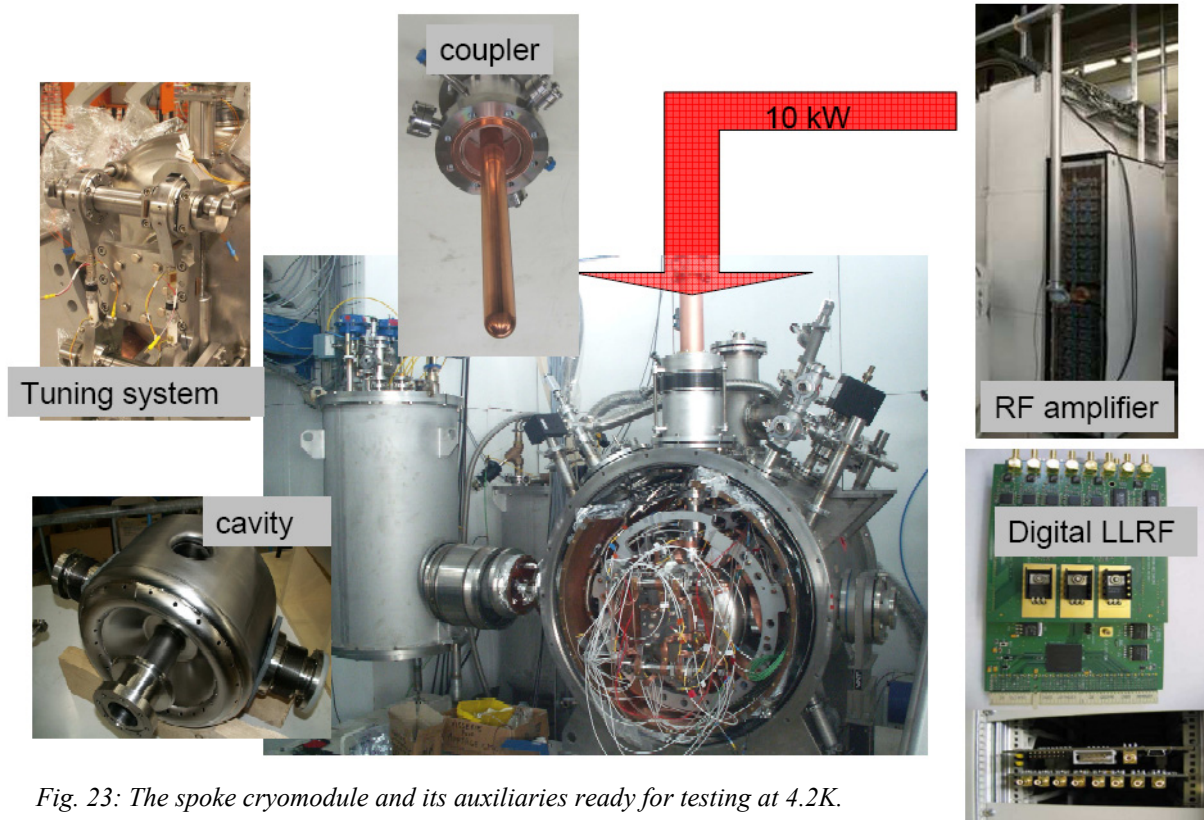 coupler
10 kW
Tuning system
RF amplifier
cavity
Digital LLRF
Fig. 23: The spoke cryomodule and its auxiliaries ready for testing at 4.2K.